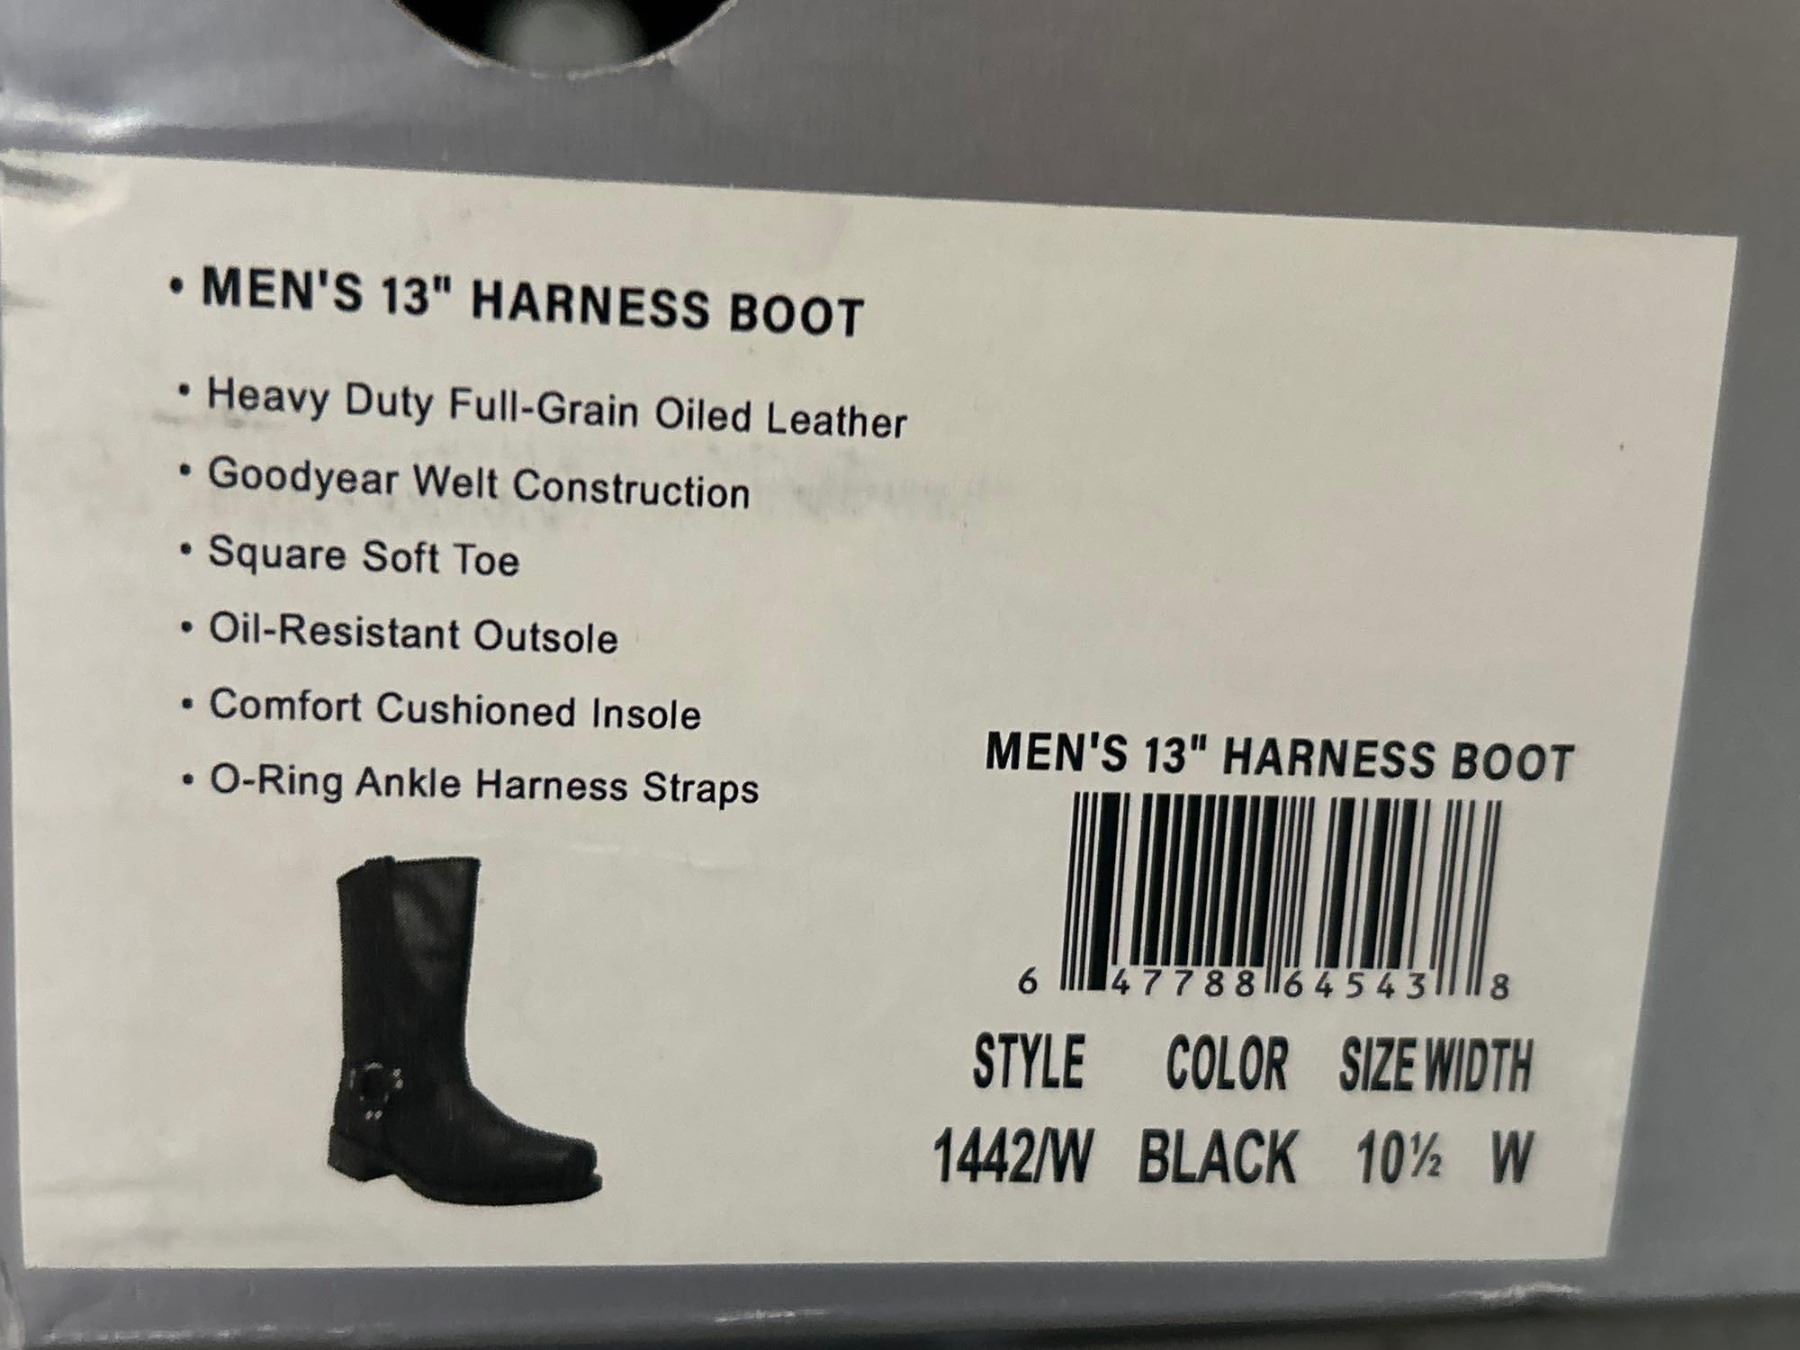 • MEN'S 13" HARNESS BOOT
• Heavy Duty Full-Grain Oiled Leather
• Goodyear Welt Construction
• Square Soft Toe
• Oil-Resistant Outsole
• Comfort Cushioned Insole
• O-Ring Ankle Harness Straps
MEN'S 13" HARNESS BOOT
6 47788 64543 8
STYLE COLOR SIZE WIDTH
1442/W BLACK 10½ W